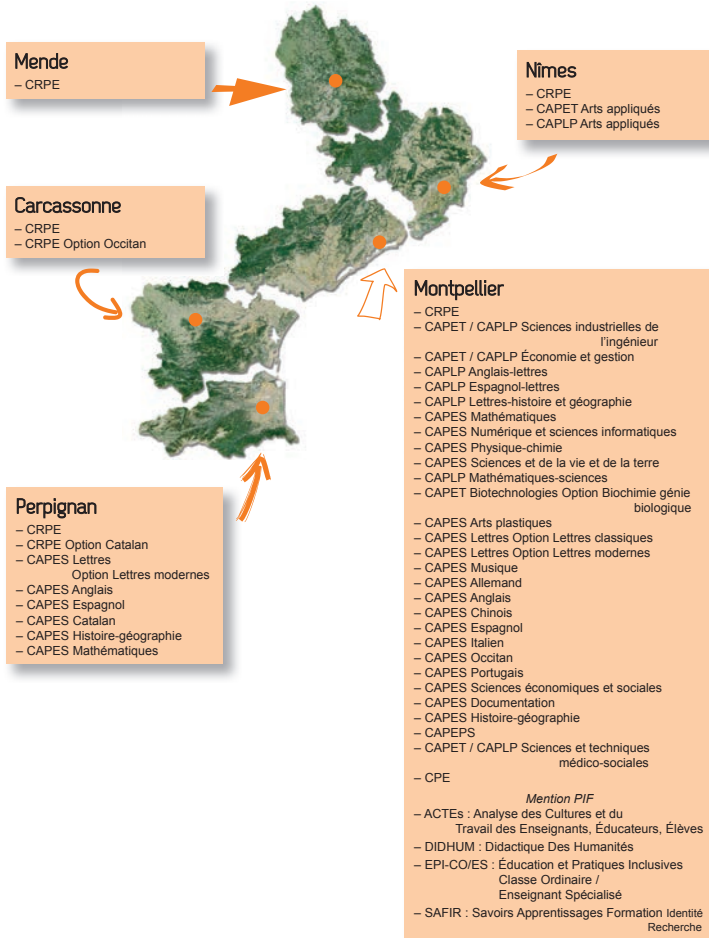 Mende
– CRPE
Nîmes
– CRPE
– CAPET Arts appliqués
– CAPLP Arts appliqués
Carcassonne
– CRPE
– CRPE Option Occitan
Montpellier
– CRPE
– CAPET / CAPLP Sciences industrielles de
l’ingénieur
– CAPET / CAPLP Économie et gestion
– CAPLP Anglais-lettres
– CAPLP Espagnol-lettres
– CAPLP Lettres-histoire et géographie
– CAPES Mathématiques
– CAPES Numérique et sciences informatiques
– CAPES Physique-chimie
– CAPES Sciences et de la vie et de la terre
– CAPLP Mathématiques-sciences
– CAPET Biotechnologies Option Biochimie génie
biologique
– CAPES Arts plastiques
– CAPES Lettres Option Lettres classiques
– CAPES Lettres Option Lettres modernes
– CAPES Musique
– CAPES Allemand
– CAPES Anglais
– CAPES Chinois
– CAPES Espagnol
– CAPES Italien
– CAPES Occitan
– CAPES Portugais
– CAPES Sciences économiques et sociales
– CAPES Documentation
– CAPES Histoire-géographie
– CAPEPS
– CAPET / CAPLP Sciences et techniques
médico-sociales
– CPE
Mention PIF
– ACTEs : Analyse des Cultures et du
Travail des Enseignants, Éducateurs, Élèves
– DIDHUM : Didactique Des Humanités
– EPI-CO/ES : Éducation et Pratiques Inclusives
Classe Ordinaire /
Enseignant Spécialisé
– SAFIR : Savoirs Apprentissages Formation Identité
Recherche
Perpignan
– CRPE
– CRPE Option Catalan
– CAPES Lettres
Option Lettres modernes
– CAPES Anglais
– CAPES Espagnol
– CAPES Catalan
– CAPES Histoire-géographie
– CAPES Mathématiques